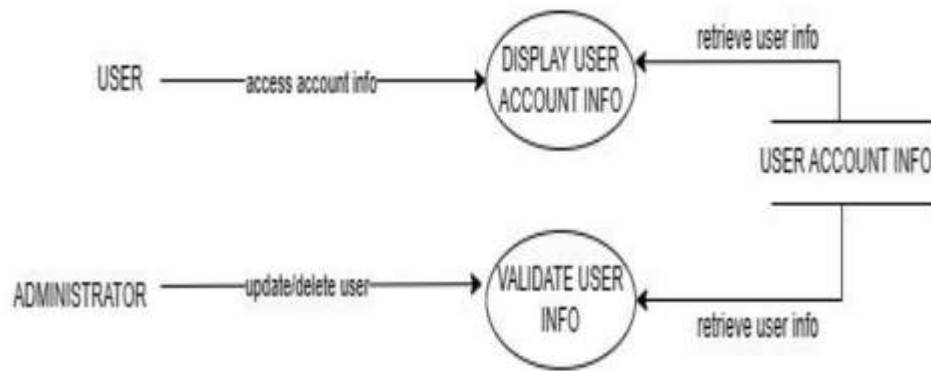 retrieve user info
DISPLAY USER
ACCOUNT INFO
USER
access account info
USER ACCOUNT INFO
VALIDATE USER
INFO
ADMINISTRATOR
update/delete user
retrieve user info